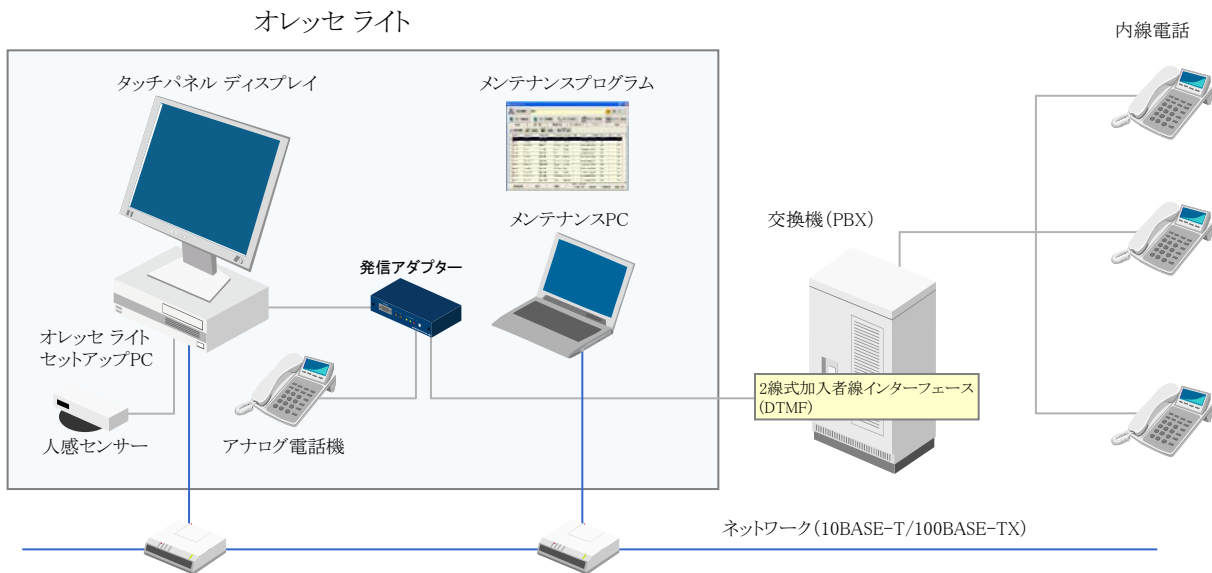 オレッセ ライト
内線電話
タッチパネル ディスプレイ
メンテナンスプログラム
メンテナンスPC
交換機(PBX)
発信アダプター
オレッセ ライト
セットアップPC
2線式加入者線インターフェース
(DTMF)
人感センサー
アナログ電話機
ネットワーク(10BASE-T/100BASE-TX)